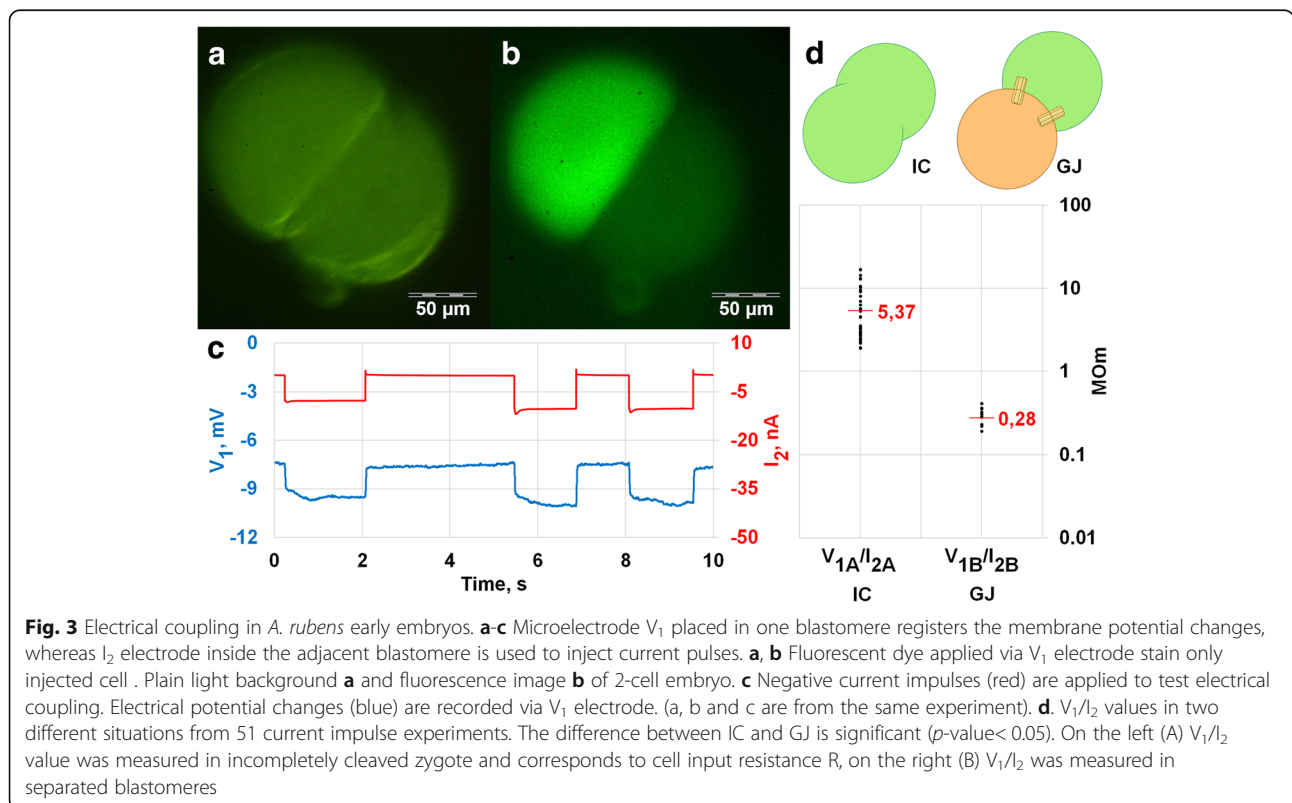 a
b
d
IC
GJ
50 µm
50 µm
c
0
-3
-6
-9
-12
V1, mV
10
-5
-20
-35
-50
I2, nA
0 2 4 6 8 10
Time, s
100
10
1
0.1
0.01
MOm
5,37
0,28
V1A/I2A
V1B/I2B
IC
GJ
Fig. 3 Electrical coupling in A. rubens early embryos. a-c Microelectrode V1 placed in one blastomere registers the membrane potential changes,
whereas I2 electrode inside the adjacent blastomere is used to inject current pulses. a, b Fluorescent dye applied via V1 electrode stain only
injected cell . Plain light background a and fluorescence image b of 2-cell embryo. c Negative current impulses (red) are applied to test electrical
coupling. Electrical potential changes (blue) are recorded via V1 electrode. (a, b and c are from the same experiment). d. V1/I2 values in two
different situations from 51 current impulse experiments. The difference between IC and GJ is significant (p-value< 0.05). On the left (A) V1/I2
value was measured in incompletely cleaved zygote and corresponds to cell input resistance R, on the right (B) V1/I2 was measured in
separated blastomeres